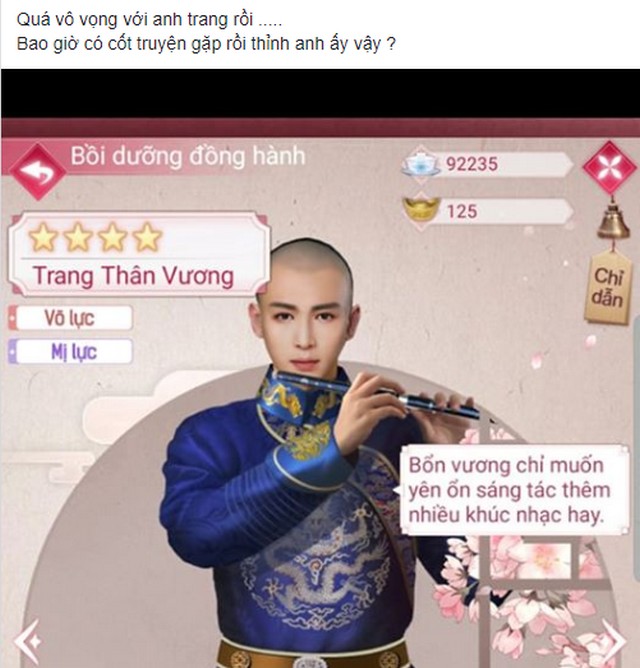 Quá vô vọng với anh trang rồi .....
Bao giờ có cốt truyện gặp rồi thỉnh anh ấy vậy ?
Bồi dưỡng đồng hành
92235
125
Trang Thân Vương
Chỉ
dẫn
Võ lực
Mị lực
Bổn vương chỉ muốn
yên ổn sáng tác thêm
nhiều khúc nhạc hay.